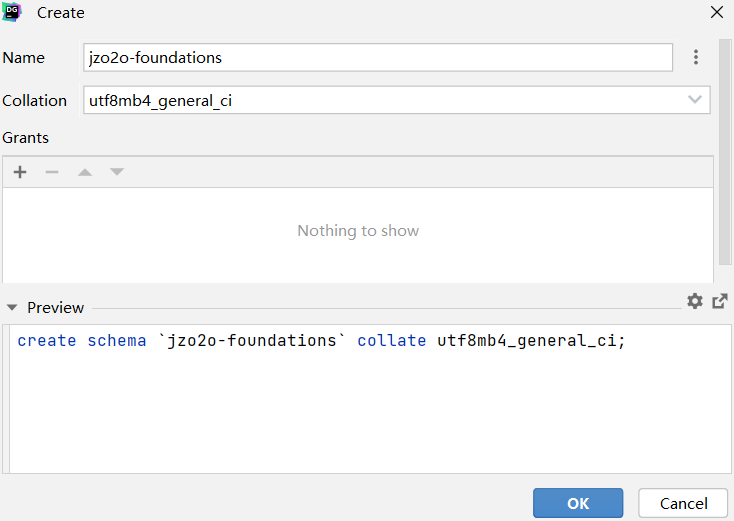 DG
Create
Name
jzo2o-foundations
Collation
utf8mb4_general_ci
Grants
Nothing to show
Preview
create schema `jzo2o-foundations` collate utf8mb4_general_ci;
OK
Cancel